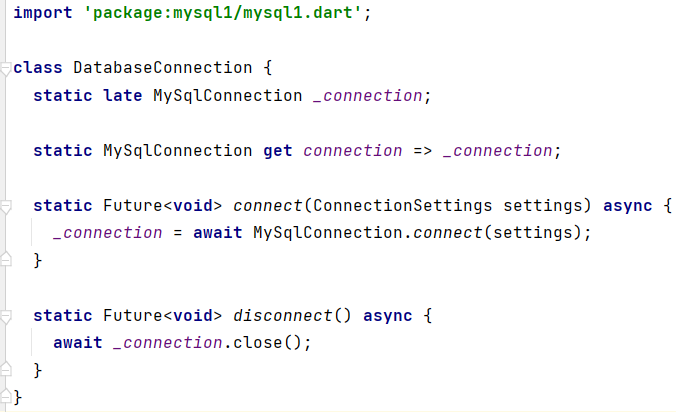 import 'package:mysql1/mysql1.dart';
class DatabaseConnection {
static late MySqlConnection _connection;
static MySqlConnection get connection => _connection;
static Future<void> connect(ConnectionSettings settings) async {
_connection = await MySqlConnection.connect(settings);
}
static Future<void> disconnect() async {
await _connection.close();
}
}